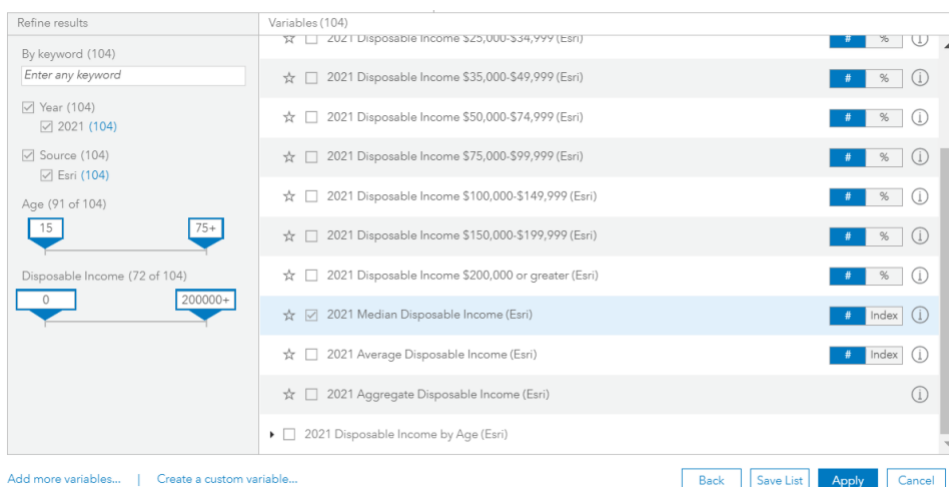 Refine results
Variables (104)
By keyword (104)
Enter any keyword
Year (104)
2021 (104)
Source (104)
Esri (104)
Age (91 of 104)
15 75+
Disposable Income (72 of 104)
0 200000+
2021 Disposable Income $25,000-$34,999 (Esri) # %
2021 Disposable Income $35,000-$49,999 (Esri) # %
2021 Disposable Income $50,000-$74,999 (Esri) # %
2021 Disposable Income $75,000-$99,999 (Esri) # %
2021 Disposable Income $100,000-$149,999 (Esri) # %
2021 Disposable Income $150,000-$199,999 (Esri) # %
2021 Disposable Income $200,000 or greater (Esri) # %
2021 Median Disposable Income (Esri) # Index
2021 Average Disposable Income (Esri) # Index
2021 Aggregate Disposable Income (Esri)
2021 Disposable Income by Age (Esri)
Add more variables... | Create a custom variable...
Back Save List Apply Cancel